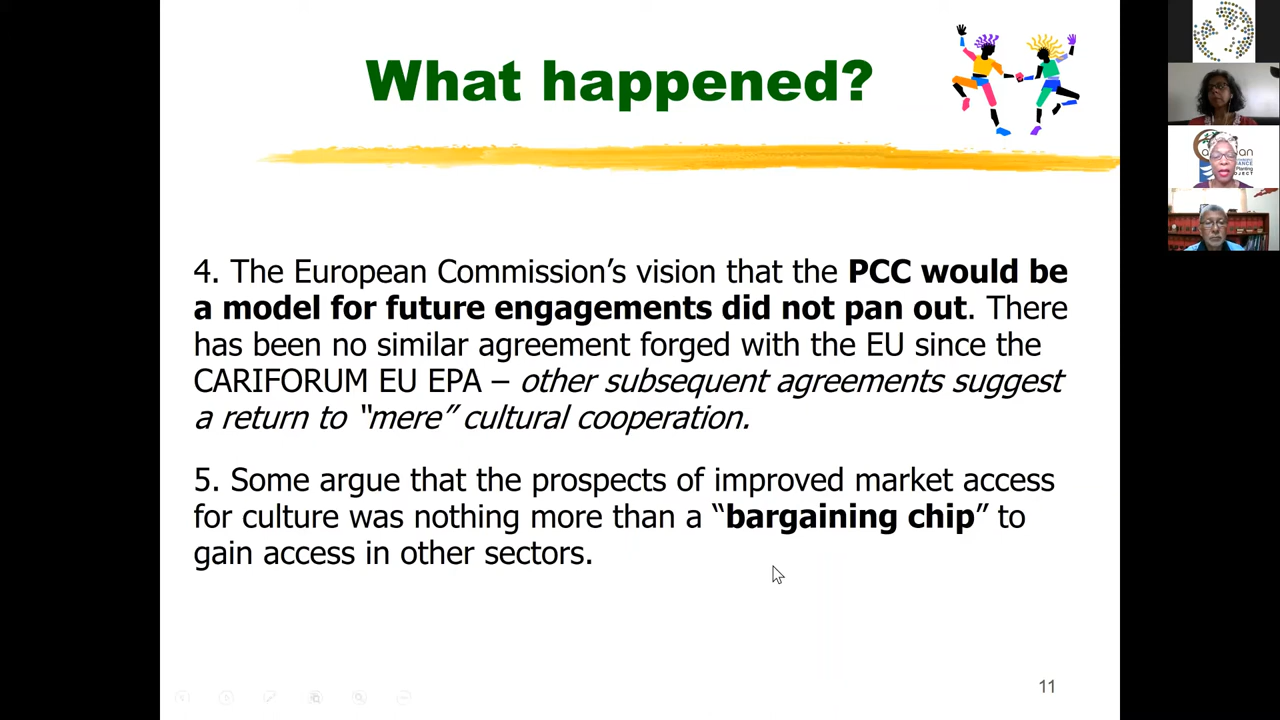 What happened?
4. The European Commission’s vision that the PCC would be
a model for future engagements did not pan out. There
has been no similar agreement forged with the EU since the
CARIFORUM EU EPA – other subsequent agreements suggest
a return to “mere” cultural cooperation.
5. Some argue that the prospects of improved market access
for culture was nothing more than a “bargaining chip” to
gain access in other sectors.
11